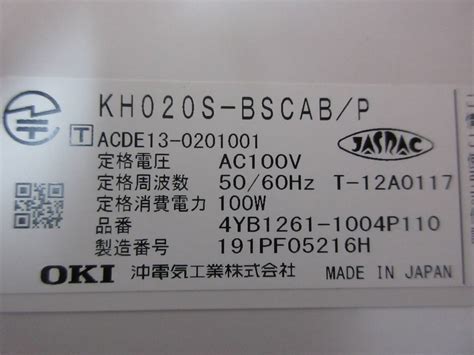 KH020S-BSCAB/P
T ACDE13-0201001
JASRAC
定格電圧 AC100V
定格周波数 50/60Hz T-12A0117
定格消費電力 100W
品番 4YB1261-1004P110
製造番号 191PF05216H
OKI 沖電気工業株式会社 MADE IN JAPAN